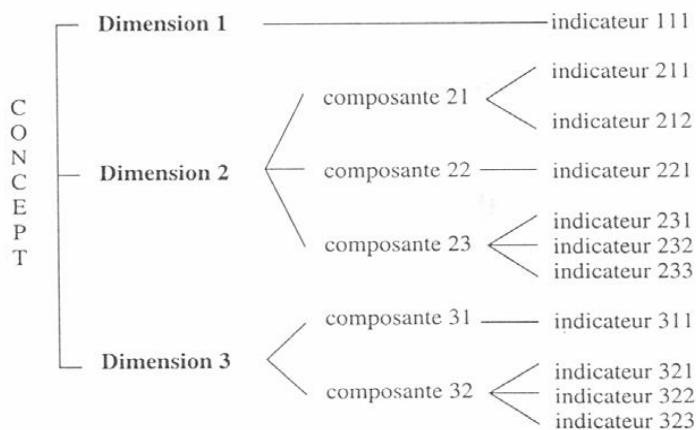 CONCEPT
Dimension 1
indicateur 111
Dimension 2
composante 21
indicateur 211
indicateur 212
composante 22
indicateur 221
composante 23
indicateur 231
indicateur 232
indicateur 233
Dimension 3
composante 31
indicateur 311
composante 32
indicateur 321
indicateur 322
indicateur 323